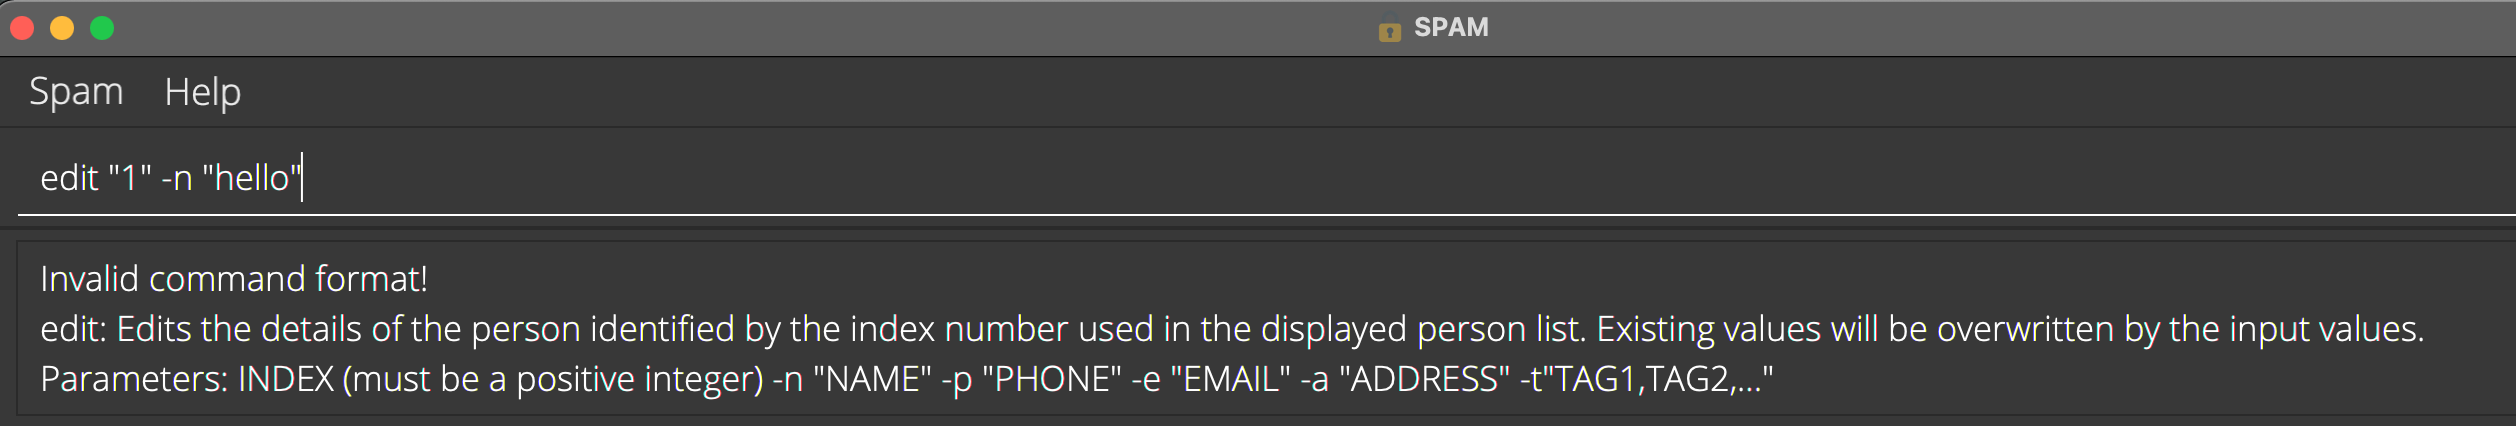 SPAM
Spam Help
edit "1" -n "hello"
Invalid command format!
edit: Edits the details of the person identified by the index number used in the displayed person list. Existing values will be overwritten by the input values.
Parameters: INDEX (must be a positive integer) -n "NAME" -p "PHONE" -e "EMAIL" -a "ADDRESS" -t"TAG1,TAG2,..."